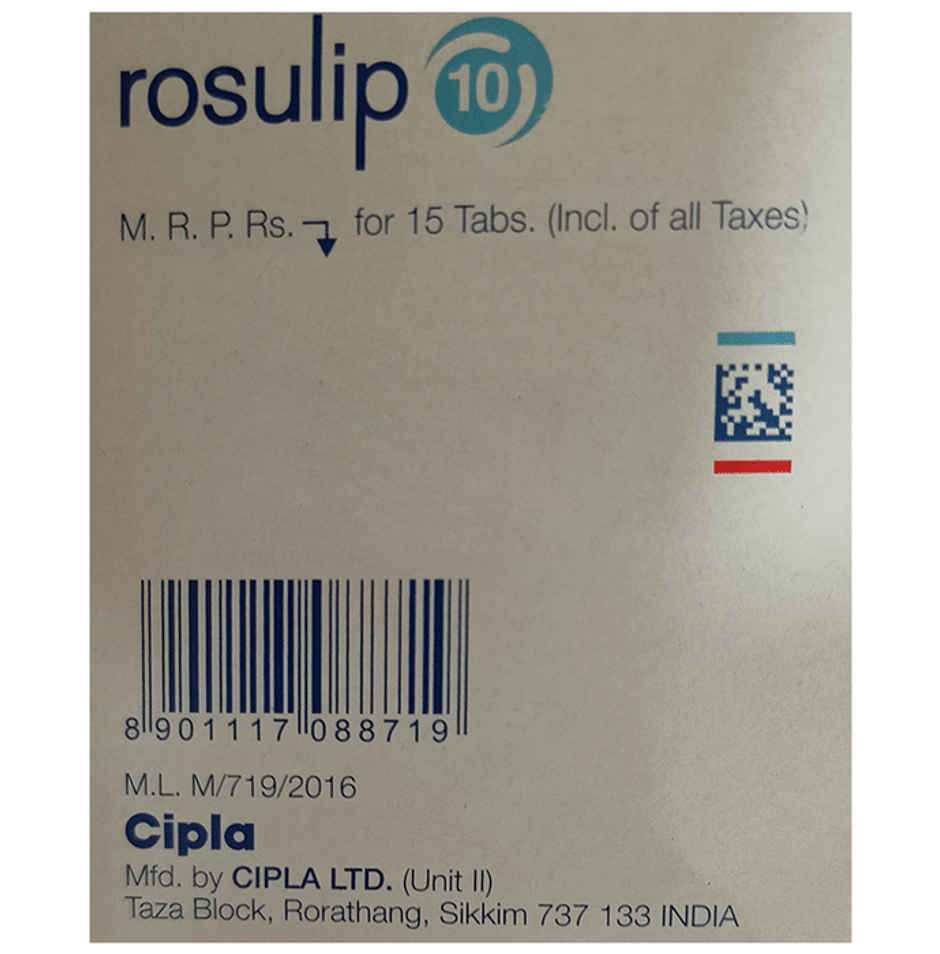 rosulip 10
M. R. P. Rs. for 15 Tabs. (Incl. of all Taxes)
8 901117 088719
M.L. M/719/2016
Cipla
Mfd. by CIPLA LTD. (Unit II)
Taza Block, Rorathang, Sikkim 737 133 INDIA